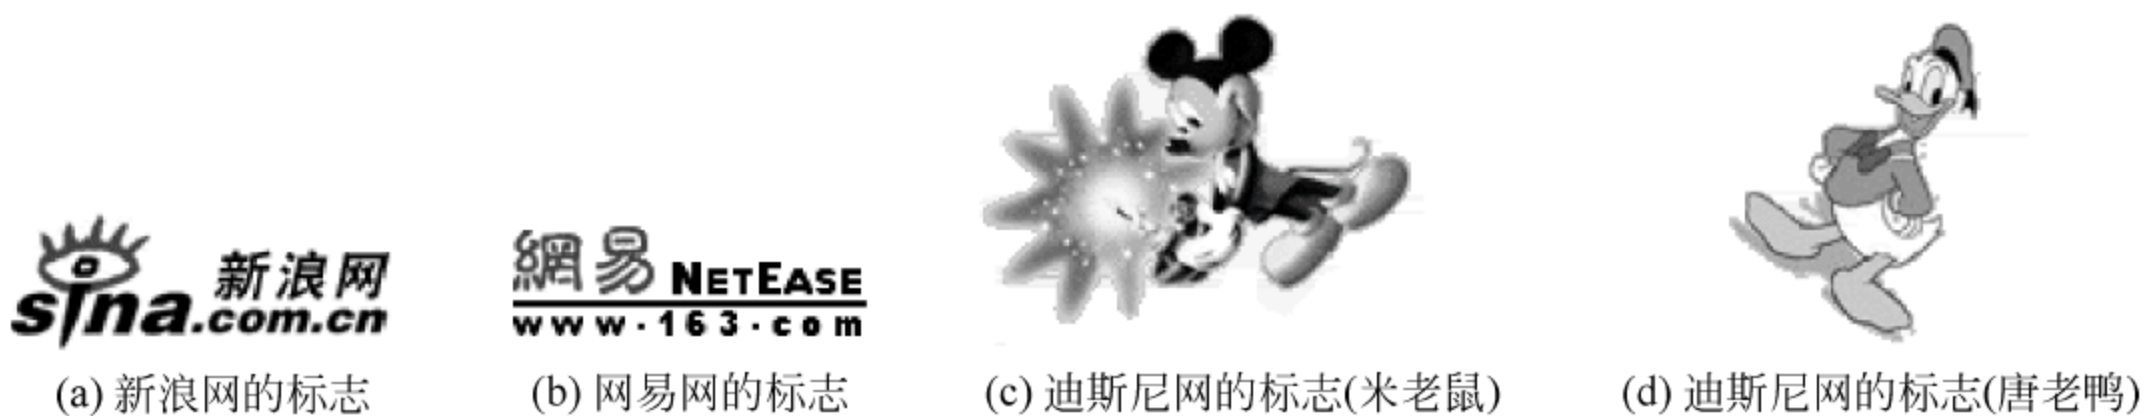 新浪网
sina.com.cn
網易 NETEASE
www.163.com
(a) 新浪网的标志
(b) 网易网的标志
(c) 迪斯尼网的标志(米老鼠)
(d) 迪斯尼网的标志(唐老鸭)